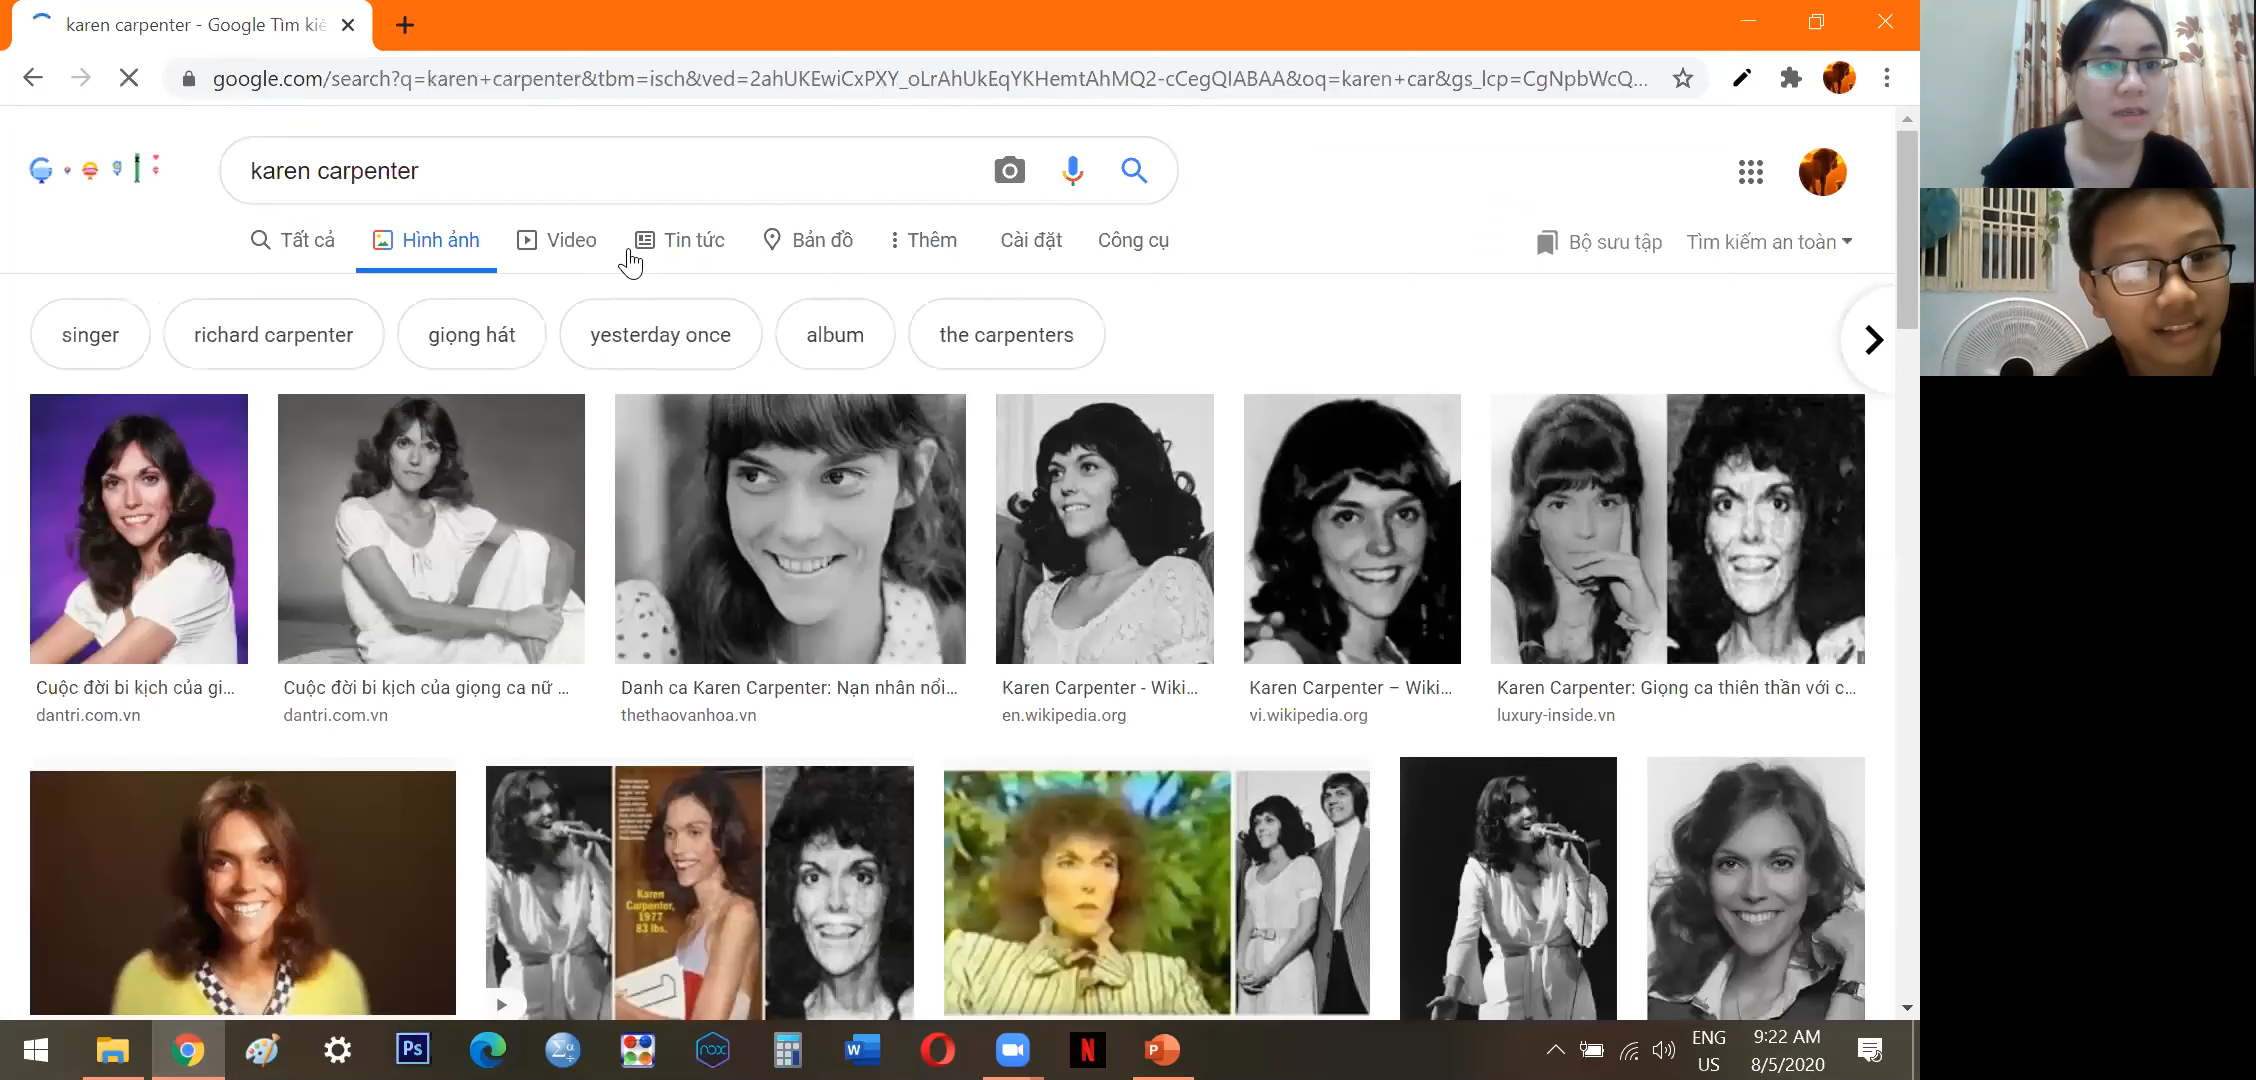 karen carpenter - Google Tìm kiế
google.com/search?q=karen+carpenter&tbm=isch&ved=2ahUKEwiCxPXY_oLrAhUkEqYKHemtAhMQ2-cCegQIABAA&oq=karen+car&gs_lcp=CgNpbWcQ...
karen carpenter
Tất cả Hình ảnh Video Tin tức Bản đồ Thêm Cài đặt Công cụ Bộ sưu tập Tìm kiếm an toàn
singer richard carpenter giọng hát yesterday once album the carpenters
Cuộc đời bi kịch của gi...
dantri.com.vn
Cuộc đời bi kịch của giọng ca nữ ...
dantri.com.vn
Danh ca Karen Carpenter: Nạn nhân nổi...
thethaovanhoa.vn
Karen Carpenter - Wiki...
en.wikipedia.org
Karen Carpenter – Wiki...
vi.wikipedia.org
Karen Carpenter: Giọng ca thiên thần với c...
luxury-inside.vn
Karen
Carpenter,
1977
83 lbs.
Ps
nox
W
N
P
ENG
US
9:22 AM
8/5/2020